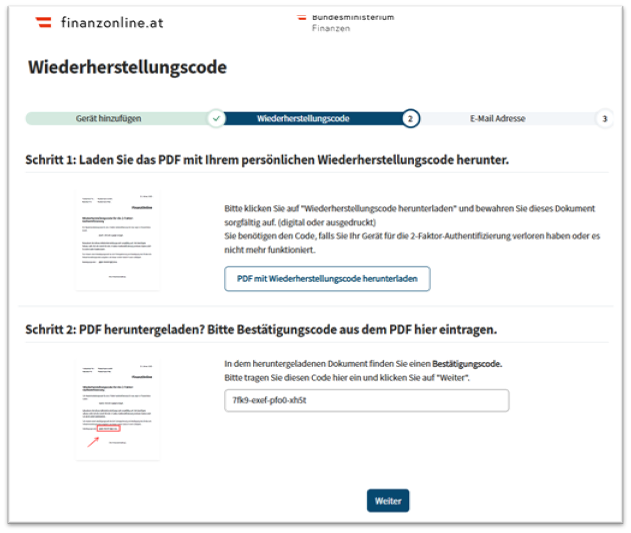 finanzonline.at
Bundesministerium
Finanzen
Wiederherstellungscode
Gerät hinzufügen
Wiederherstellungscode
2
E-Mail Adresse
3
Schritt 1: Laden Sie das PDF mit Ihrem persönlichen Wiederherstellungscode herunter.
Bitte klicken Sie auf "Wiederherstellungscode herunterladen" und bewahren Sie dieses Dokument
sorgfältig auf. (digital oder ausgedruckt)
Sie benötigen den Code, falls Sie Ihr Gerät für die 2-Faktor-Authentifizierung verloren haben oder es
nicht mehr funktioniert.
PDF mit Wiederherstellungscode herunterladen
Schritt 2: PDF heruntergeladen? Bitte Bestätigungscode aus dem PDF hier eintragen.
In dem heruntergeladenen Dokument finden Sie einen Bestätigungscode.
Bitte tragen Sie diesen Code hier ein und klicken Sie auf "Weiter".
7fk9-exef-pfo0-xh5t
Weiter